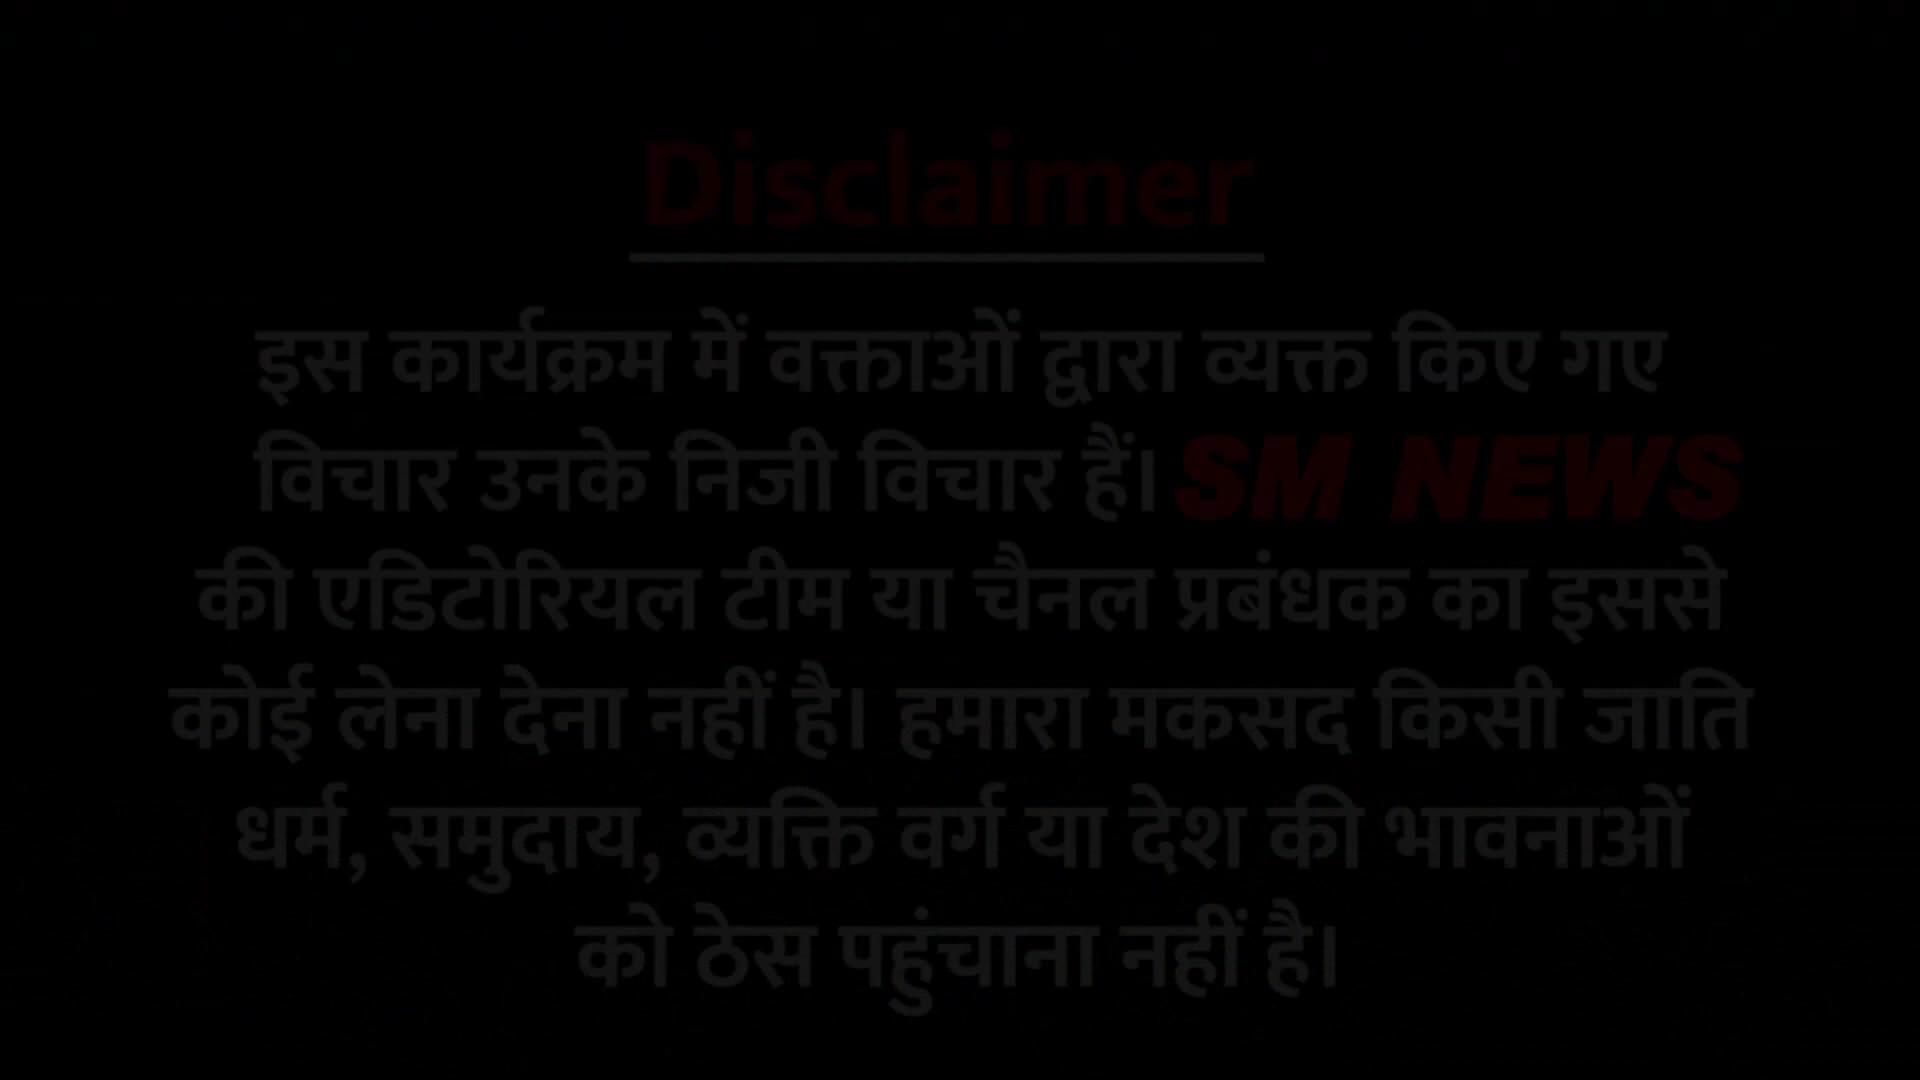 Disclaimer
इस कार्यक्रम में वक्ताओं द्वारा व्यक्त किए गए
विचार उनके निजी विचार हैं। SM NEWS
की एडिटोरियल टीम या चैनल प्रबंधक का इससे
कोई लेना देना नहीं है। हमारा मकसद किसी जाति
धर्म, समुदाय, व्यक्ति वर्ग या देश की भावनाओं
को ठेस पहुंचाना नहीं है।